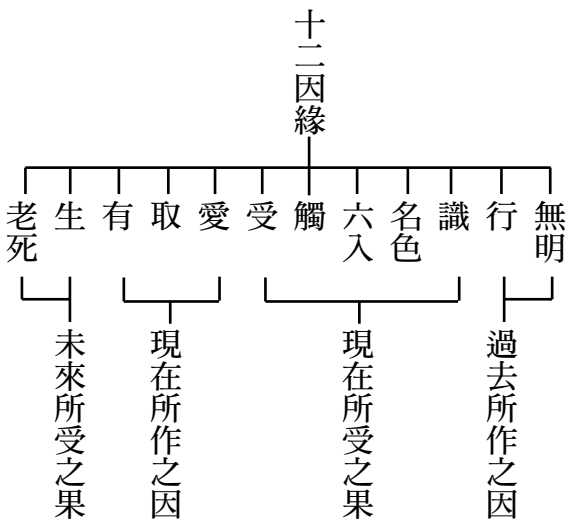 十二因緣
無明
行
識
名色
六入
觸
受
愛
取
有
生
老死
過去所作之因
現在所受之果
現在所作之因
未來所受之果